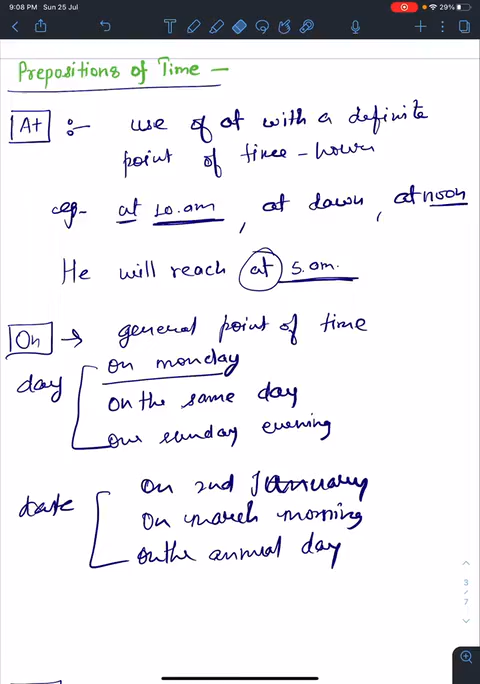 9:08 PM Sun 25 Jul
29%
Prepositions of Time —
At :- use of at with a definite
point of time - hour
eg- at 10.am, at dawn, at noon
He will reach at 5.am.
On → general point of time
day
on monday
on the same day
on sunday evening
date
on 2nd January
on march morning
on the annual day
3
/
7